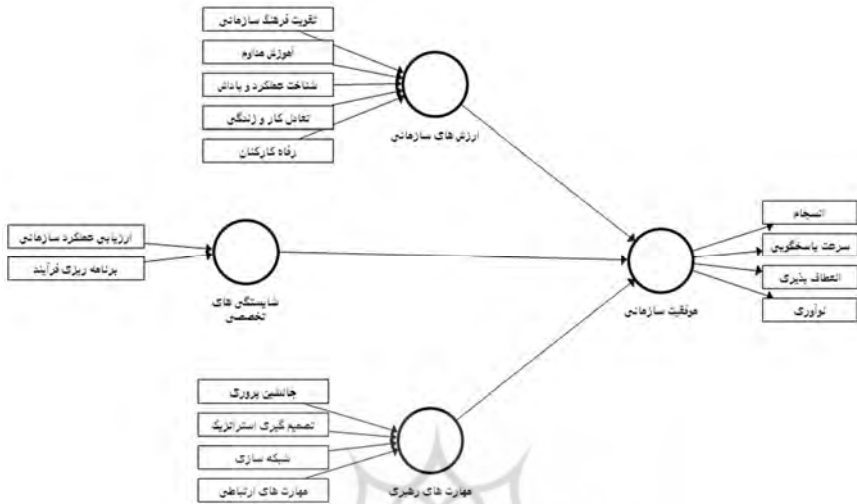 تقویت فرهنگ سازمانی
آموزش مداوم
شناخت عملکرد و پاداش
تعادل کار و زندگی
رفاه کارکنان
ارزش های سازمانی
ارزیابی عملکرد سازمانی
برنامه ریزی فرآیند
شایستگی های
تخصصی
انسجام
سرعت پاسخگویی
انعطاف پذیری
نوآوری
موفقیت سازمانی
جانشین پروری
تصمیم گیری استراتژیک
شبکه سازی
مهارت های ارتباطی
مهارت های رهبری